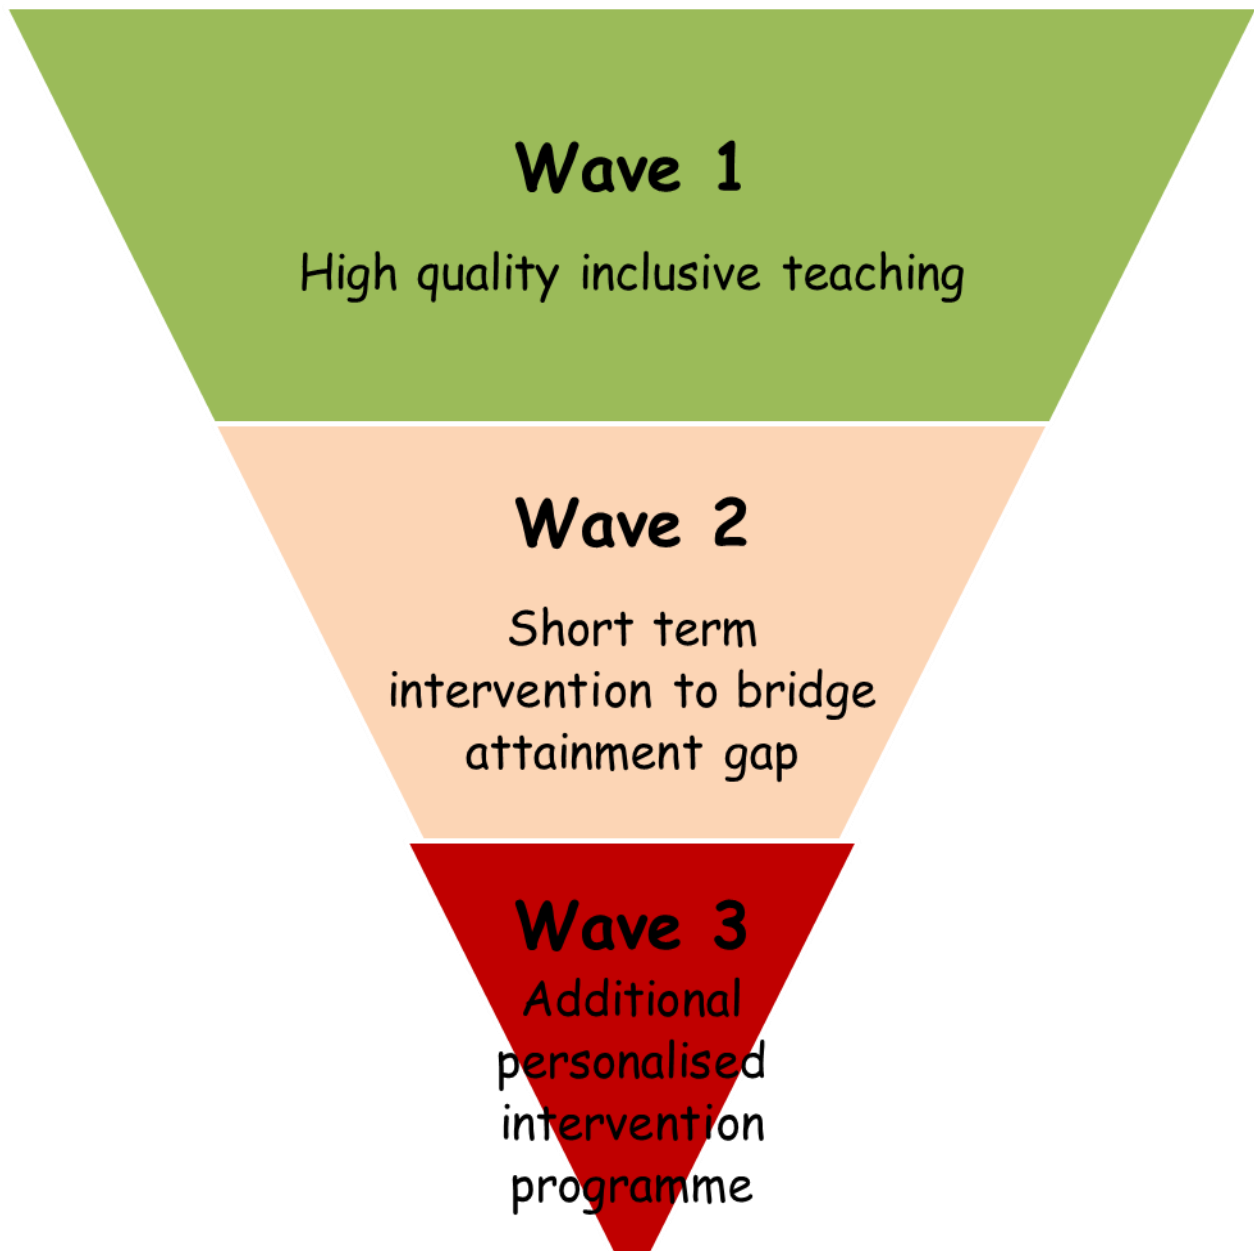 Wave 1
High quality inclusive teaching
Wave 2
Short term
intervention to bridge
attainment gap
Wave 3
Additional
personalised
intervention
programme